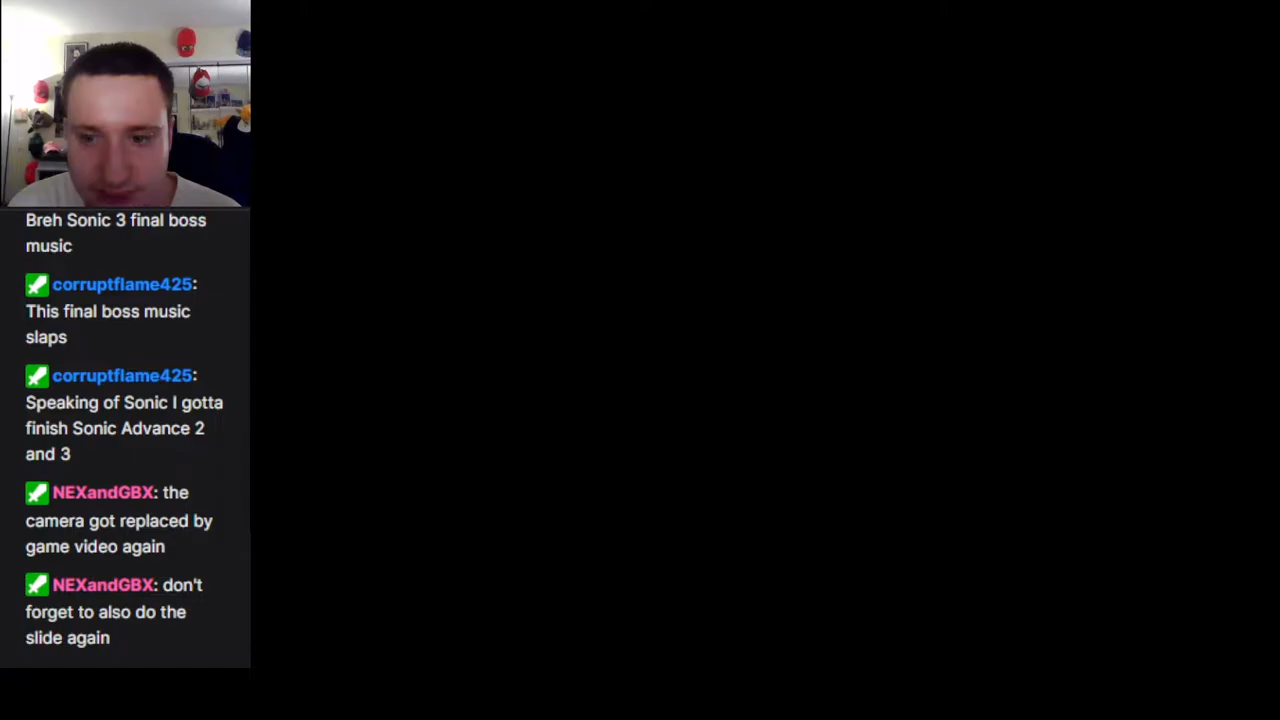 Breh Sonic 3 final boss
music
corruptflame425:
This final boss music
slaps
corruptflame425:
Speaking of Sonic I gotta
finish Sonic Advance 2
and 3
NEXandGBX: the
camera got replaced by
game video again
NEXandGBX: don't
forget to also do the
slide again